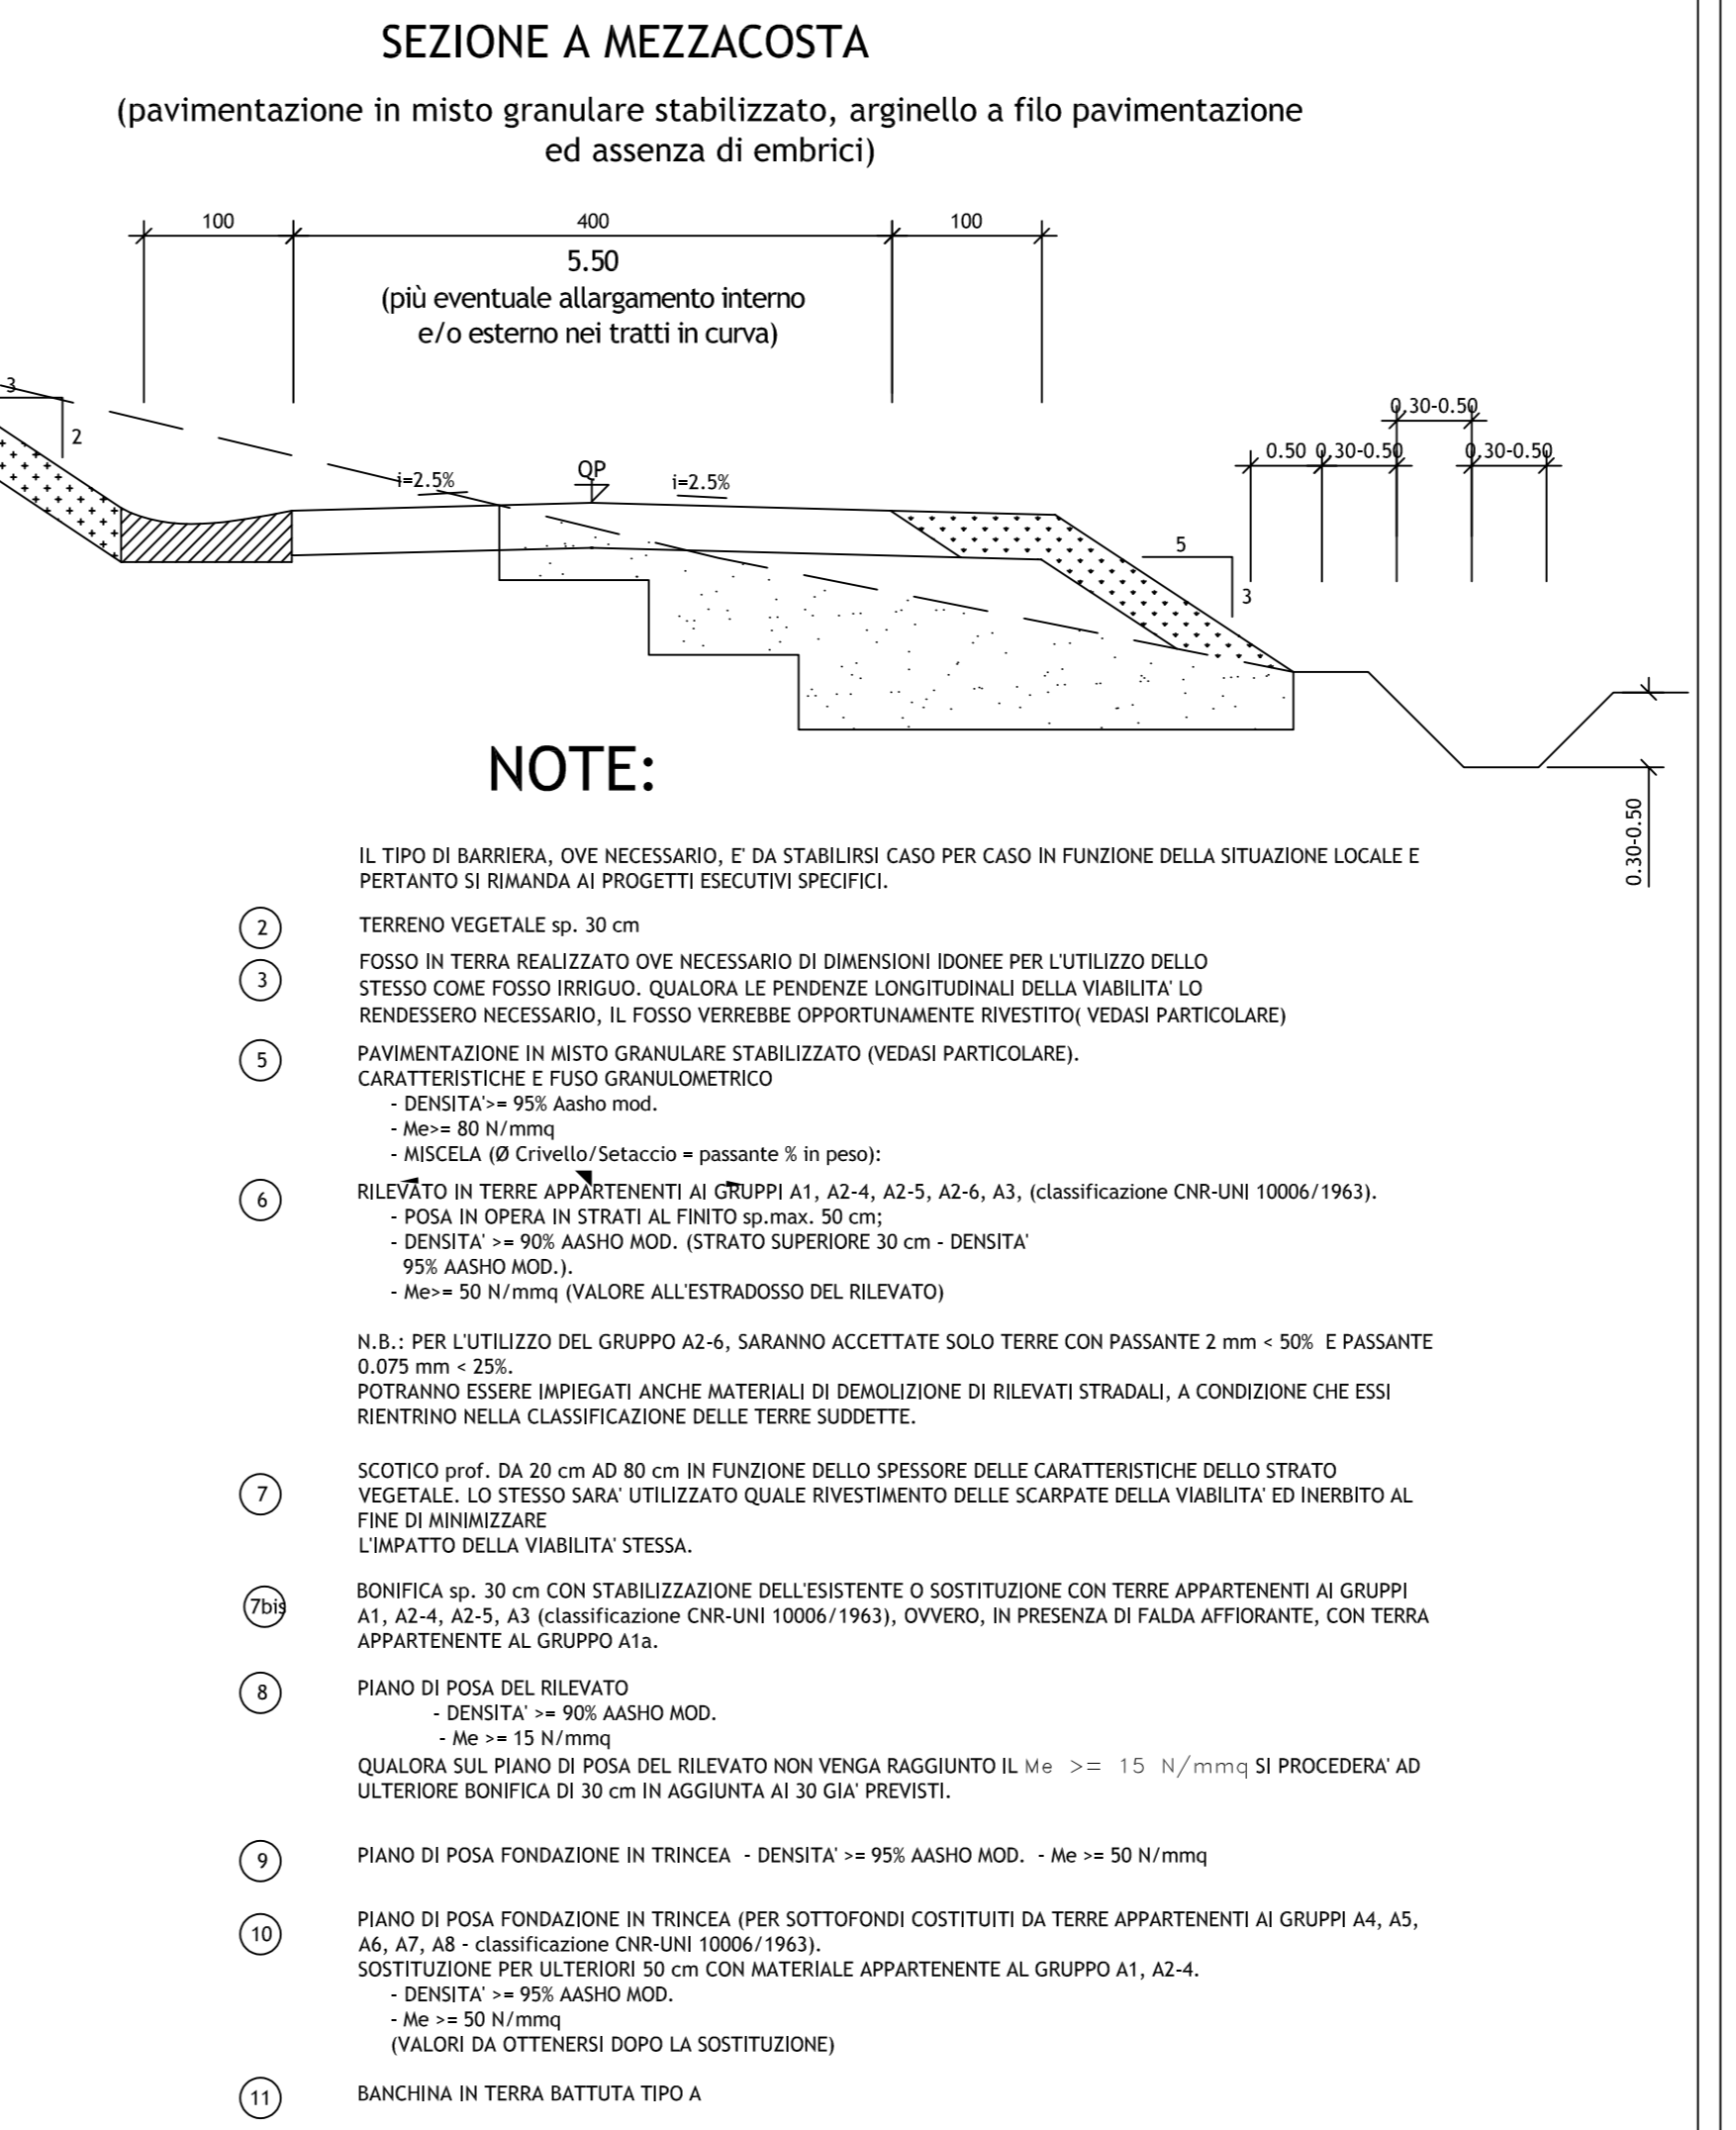 SEZIONE A MEZZACOSTA
(pavimentazione in misto granulare stabilizzato, arginello a filo pavimentazione
ed assenza di embrici)
100
400
100
5.50
(più eventuale allargamento interno
e/o esterno nei tratti in curva)
3
2
i=2.5%
QP
i=2.5%
5
3
0.30-0.50
0.50
0.30-0.50
0.30-0.50
0.30-0.50
NOTE:
IL TIPO DI BARRIERA, OVE NECESSARIO, E' DA STABILIRSI CASO PER CASO IN FUNZIONE DELLA SITUAZIONE LOCALE E
PERTANTO SI RIMANDA AI PROGETTI ESECUTIVI SPECIFICI.
2
TERRENO VEGETALE sp. 30 cm
3
FOSSO IN TERRA REALIZZATO OVE NECESSARIO DI DIMENSIONI IDONEE PER L'UTILIZZO DELLO
STESSO COME FOSSO IRRIGUO. QUALORA LE PENDENZE LONGITUDINALI DELLA VIABILITA' LO
RENDESSERO NECESSARIO, IL FOSSO VERREBBE OPPORTUNAMENTE RIVESTITO( VEDASI PARTICOLARE)
5
PAVIMENTAZIONE IN MISTO GRANULARE STABILIZZATO (VEDASI PARTICOLARE).
CARATTERISTICHE E FUSO GRANULOMETRICO
- DENSITA'>= 95% Aasho mod.
- Me>= 80 N/mmq
- MISCELA (Ø Crivello/Setaccio = passante % in peso):
6
RILEVATO IN TERRE APPARTENENTI AI GRUPPI A1, A2-4, A2-5, A2-6, A3, (classificazione CNR-UNI 10006/1963).
- POSA IN OPERA IN STRATI AL FINITO sp.max. 50 cm;
- DENSITA' >= 90% AASHO MOD. (STRATO SUPERIORE 30 cm - DENSITA'
95% AASHO MOD.).
- Me>= 50 N/mmq (VALORE ALL'ESTRADOSSO DEL RILEVATO)
N.B.: PER L'UTILIZZO DEL GRUPPO A2-6, SARANNO ACCETTATE SOLO TERRE CON PASSANTE 2 mm < 50% E PASSANTE
0.075 mm < 25%.
POTRANNO ESSERE IMPIEGATI ANCHE MATERIALI DI DEMOLIZIONE DI RILEVATI STRADALI, A CONDIZIONE CHE ESSI
RIENTRINO NELLA CLASSIFICAZIONE DELLE TERRE SUDDETTE.
7
SCOTICO prof. DA 20 cm AD 80 cm IN FUNZIONE DELLO SPESSORE DELLE CARATTERISTICHE DELLO STRATO
VEGETALE. LO STESSO SARA' UTILIZZATO QUALE RIVESTIMENTO DELLE SCARPATE DELLA VIABILITA' ED INERBITO AL
FINE DI MINIMIZZARE
L'IMPATTO DELLA VIABILITA' STESSA.
7bis
BONIFICA sp. 30 cm CON STABILIZZAZIONE DELL'ESISTENTE O SOSTITUZIONE CON TERRE APPARTENENTI AI GRUPPI
A1, A2-4, A2-5, A3 (classificazione CNR-UNI 10006/1963), OVVERO, IN PRESENZA DI FALDA AFFIORANTE, CON TERRA
APPARTENENTE AL GRUPPO A1a.
8
PIANO DI POSA DEL RILEVATO
- DENSITA' >= 90% AASHO MOD.
- Me >= 15 N/mmq
QUALORA SUL PIANO DI POSA DEL RILEVATO NON VENGA RAGGIUNTO IL Me >= 15 N/mmq SI PROCEDERA' AD
ULTERIORE BONIFICA DI 30 cm IN AGGIUNTA AI 30 GIA' PREVISTI.
9
PIANO DI POSA FONDAZIONE IN TRINCEA - DENSITA' >= 95% AASHO MOD. - Me >= 50 N/mmq
10
PIANO DI POSA FONDAZIONE IN TRINCEA (PER SOTTOFONDI COSTITUITI DA TERRE APPARTENENTI AI GRUPPI A4, A5,
A6, A7, A8 - classificazione CNR-UNI 10006/1963).
SOSTITUZIONE PER ULTERIORI 50 cm CON MATERIALE APPARTENENTE AL GRUPPO A1, A2-4.
- DENSITA' >= 95% AASHO MOD.
- Me >= 50 N/mmq
(VALORI DA OTTENERSI DOPO LA SOSTITUZIONE)
11
BANCHINA IN TERRA BATTUTA TIPO A